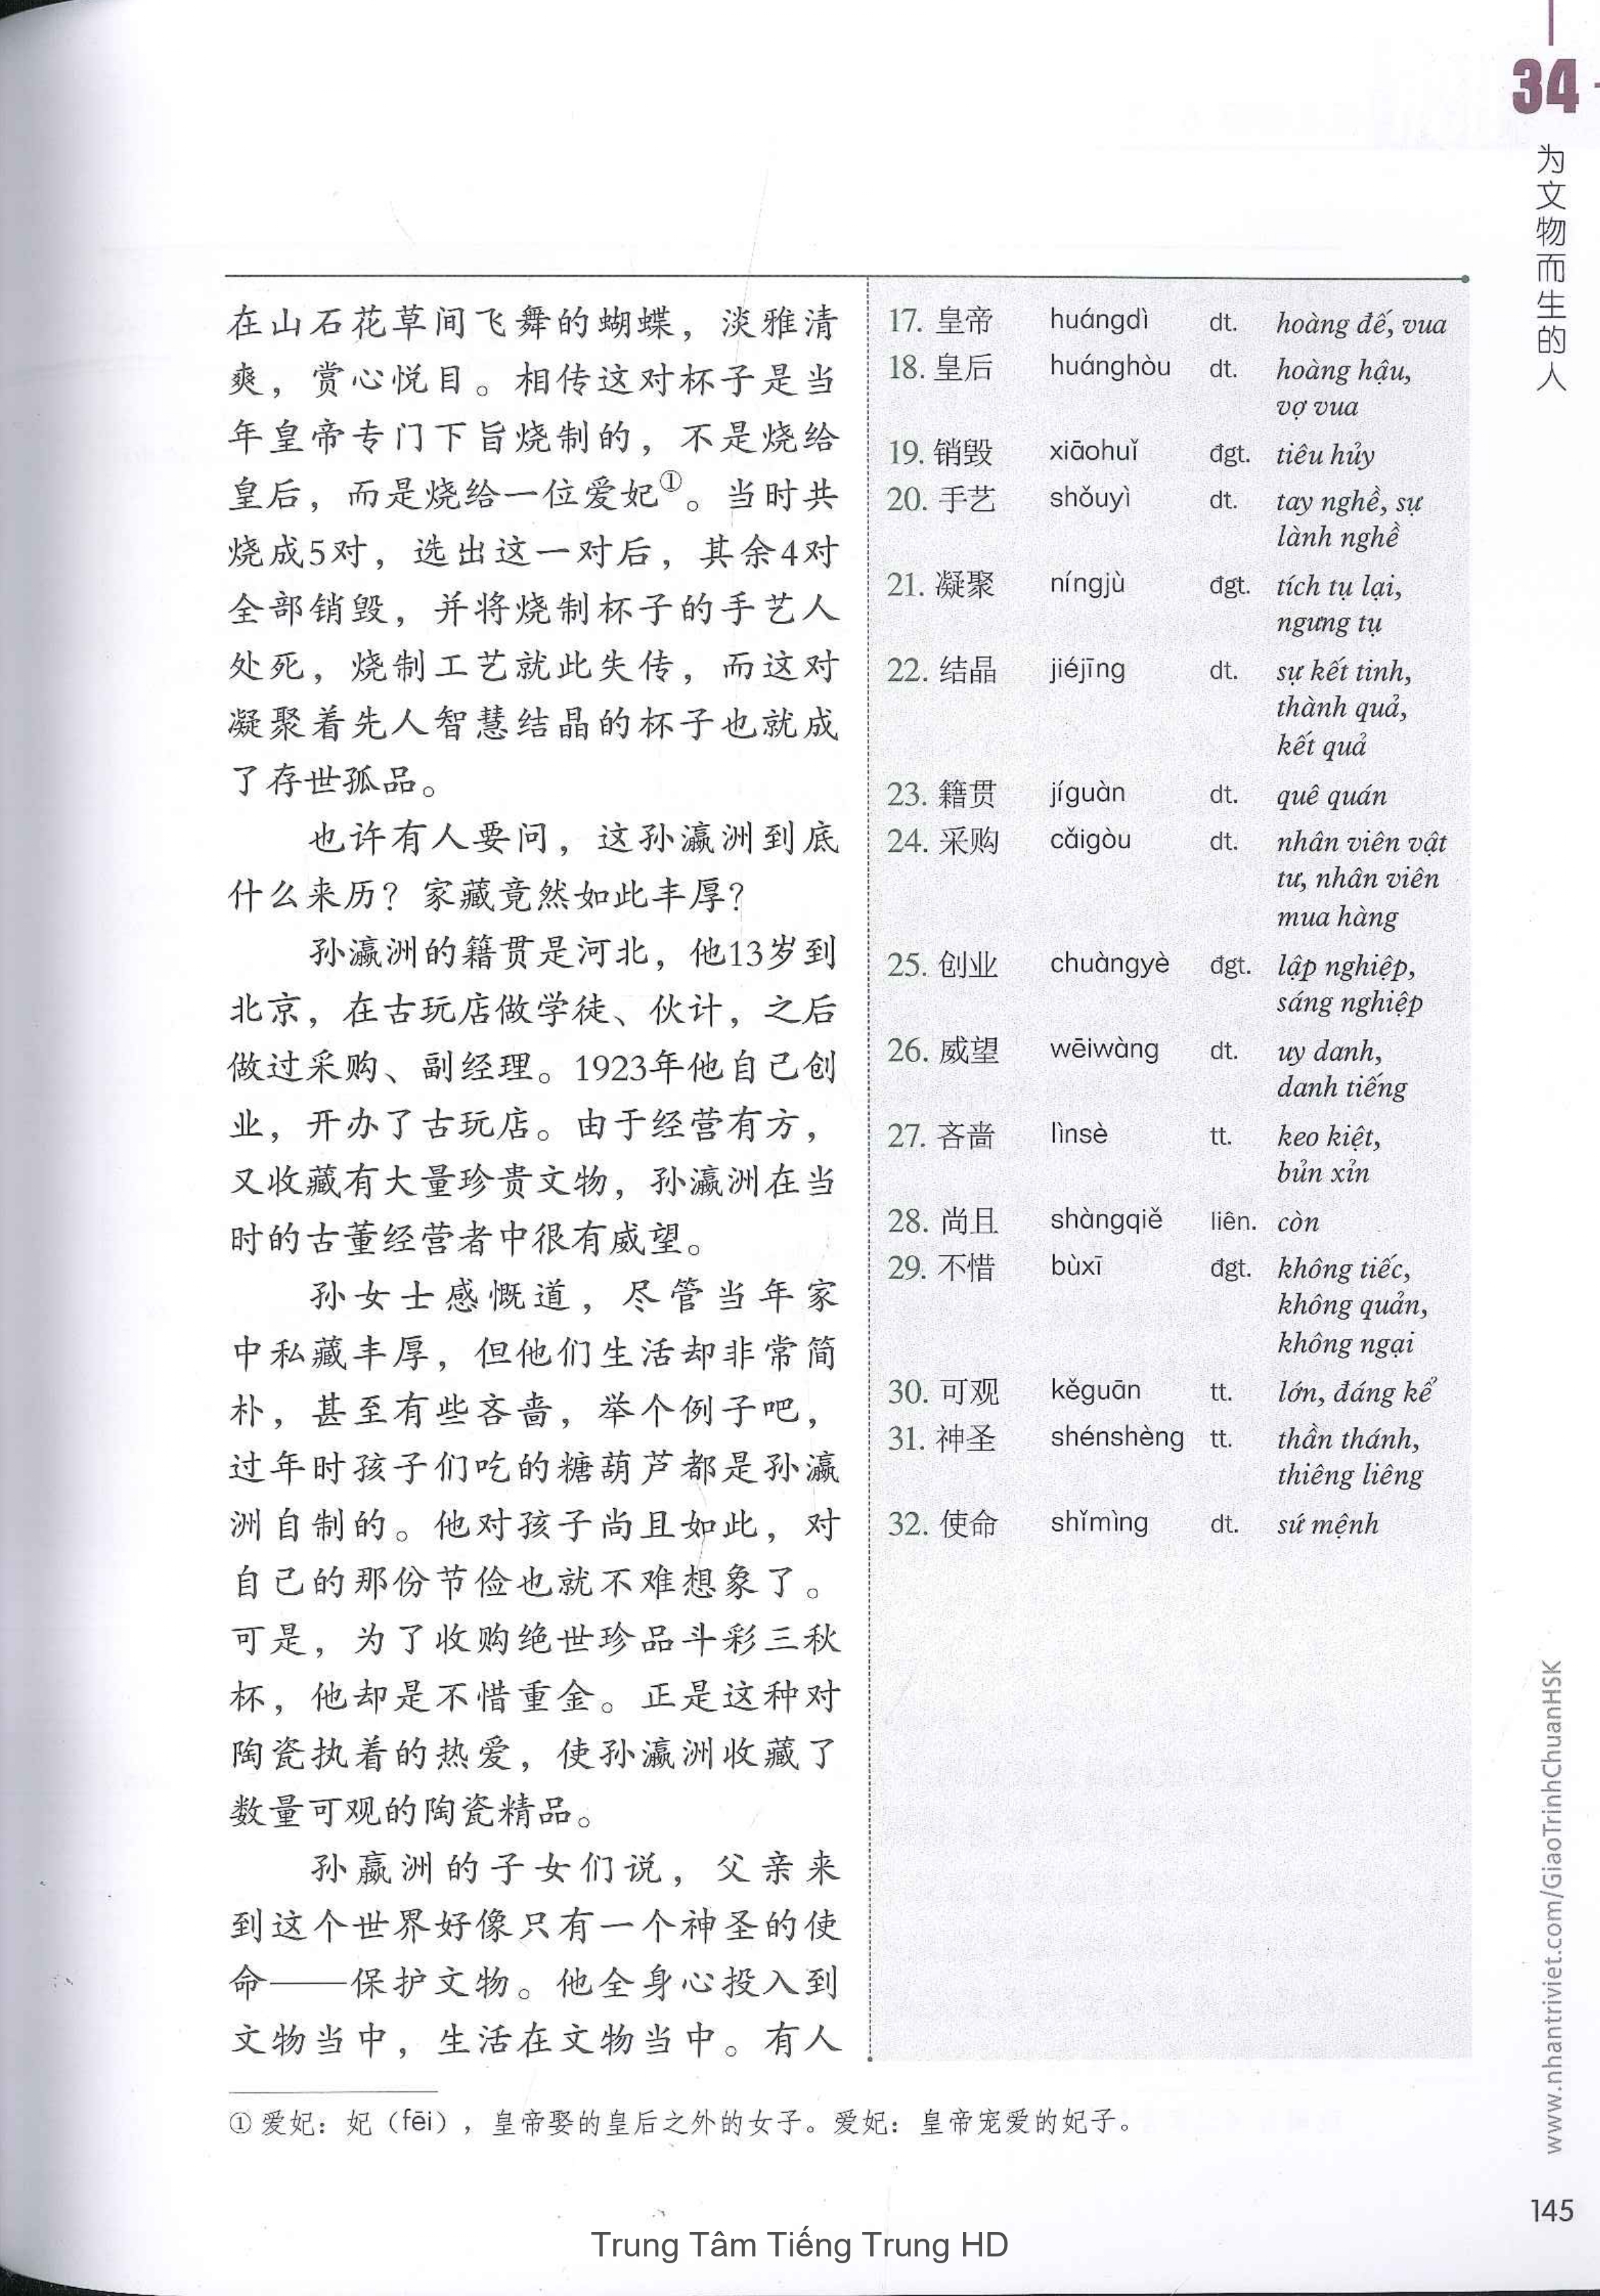 34
为文物而生的人
在山石花草间飞舞的蝴蝶，淡雅清
爽，赏心悦目。相传这对杯子是当
年皇帝专门下旨烧制的，不是烧给
皇后，而是烧给一位爱妃①。当时共
烧成5对，选出这一对后，其余4对
全部销毁，并将烧制杯子的手艺人
处死，烧制工艺就此失传，而这对
凝聚着先人智慧结晶的杯子也就成
了存世孤品。
也许有人要问，这孙瀛洲到底
什么来历？家藏竟然如此丰厚？
孙瀛洲的籍贯是河北，他13岁到
北京，在古玩店做学徒、伙计，之后
做过采购、副经理。1923年他自己创
业，开办了古玩店。由于经营有方，
又收藏有大量珍贵文物，孙瀛洲在当
时的古董经营者中很有威望。
孙女士感慨道，尽管当年家
中私藏丰厚，但他们生活却非常简
朴，甚至有些吝啬，举个例子吧，
过年时孩子们吃的糖葫芦都是孙瀛
洲自制的。他对孩子尚且如此，对
自己的那份节俭也就不难想象了。
可是，为了收购绝世珍品斗彩三秋
杯，他却是不惜重金。正是这种对
陶瓷执着的热爱，使孙瀛洲收藏了
数量可观的陶瓷精品。
孙瀛洲的子女们说，父亲来
到这个世界好像只有一个神圣的使
命——保护文物。他全身心投入到
文物当中，生活在文物当中。有人
17. 皇帝 huángdì dt. hoàng đế, vua
18. 皇后 huánghòu dt. hoàng hậu,
vợ vua
19. 销毁 xiāohuǐ đgt. tiêu hủy
20. 手艺 shǒuyì dt. tay nghề, sự
lành nghề
21. 凝聚 níngjù đgt. tích tụ lại,
ngưng tụ
22. 结晶 jiéjīng dt. sự kết tinh,
thành quả,
kết quả
23. 籍贯 jíguàn dt. quê quán
24. 采购 cǎigòu dt. nhân viên vật
tư, nhân viên
mua hàng
25. 创业 chuàngyè đgt. lập nghiệp,
sáng nghiệp
26. 威望 wēiwàng dt. uy danh,
danh tiếng
27. 吝啬 lìnsè tt. keo kiệt,
bủn xỉn
28. 尚且 shàngqiě liên. còn
29. 不惜 bùxī đgt. không tiếc,
không quản,
không ngại
30. 可观 kěguān tt. lớn, đáng kể
31. 神圣 shénshèng tt. thần thánh,
thiêng liêng
32. 使命 shǐmìng dt. sứ mệnh
① 爱妃：妃（fēi），皇帝娶的皇后之外的女子。爱妃：皇帝宠爱的妃子。
www.nhantriviet.com/GiaoTrinhChuanHSK
145
Trung Tâm Tiếng Trung HD